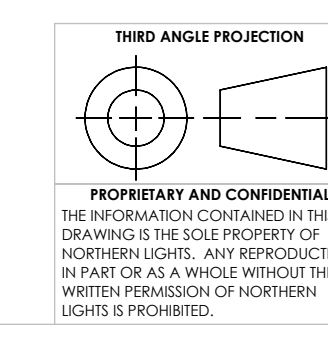 THIRD ANGLE PROJECTION
PROPRIETARY AND CONFIDENTIAL
THE INFORMATION CONTAINED IN
DRAWING IS THE SOLE PROPERTY OF
NORTHERN LIGHTS. ANY
IN PART OR AS A WHOLE WITHOUT
WRITTEN PERMISSION OF NORTHERN
LIGHTS IS PROHIBITED.